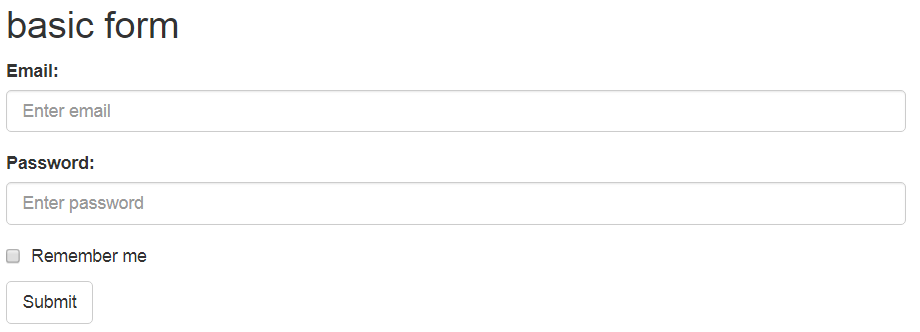 basic form
Email:
Enter email
Password:
Enter password
Remember me
Submit